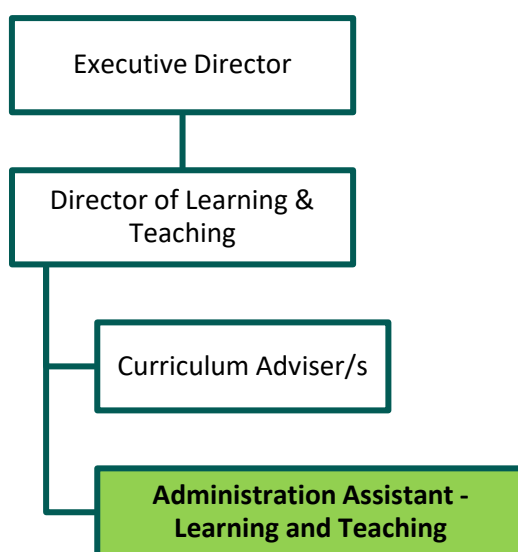 Executive Director
Director of Learning &
Teaching
Curriculum Adviser/s
Administration Assistant -
Learning and Teaching